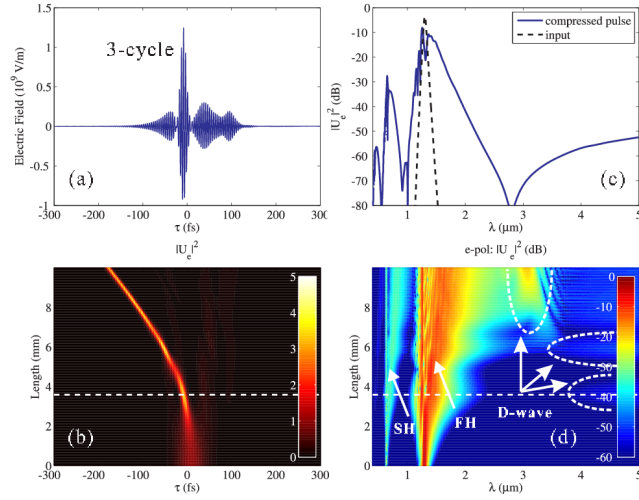 1.5
1
0.5
0
-0.5
-1
Electric Field (10⁹ V/m)
3-cycle
(a)
-300 -200 -100 0 100 200 300
τ (fs)
0
-10
-20
-30
-40
-50
-60
-70
-80
|U_e|² (dB)
compressed pulse
input
(c)
1 2 3 4 5
λ (μm)
|U_e|²
8
6
4
2
0
Length (mm)
5
4
3
2
1
0
(b)
-300 -200 -100 0 100 200 300
τ (fs)
e-pol: |U_e|² (dB)
8
6
4
2
0
Length (mm)
0
-10
-20
-30
-40
-50
-60
SH
FH
D-wave
(d)
1 2 3 4 5
λ (μm)